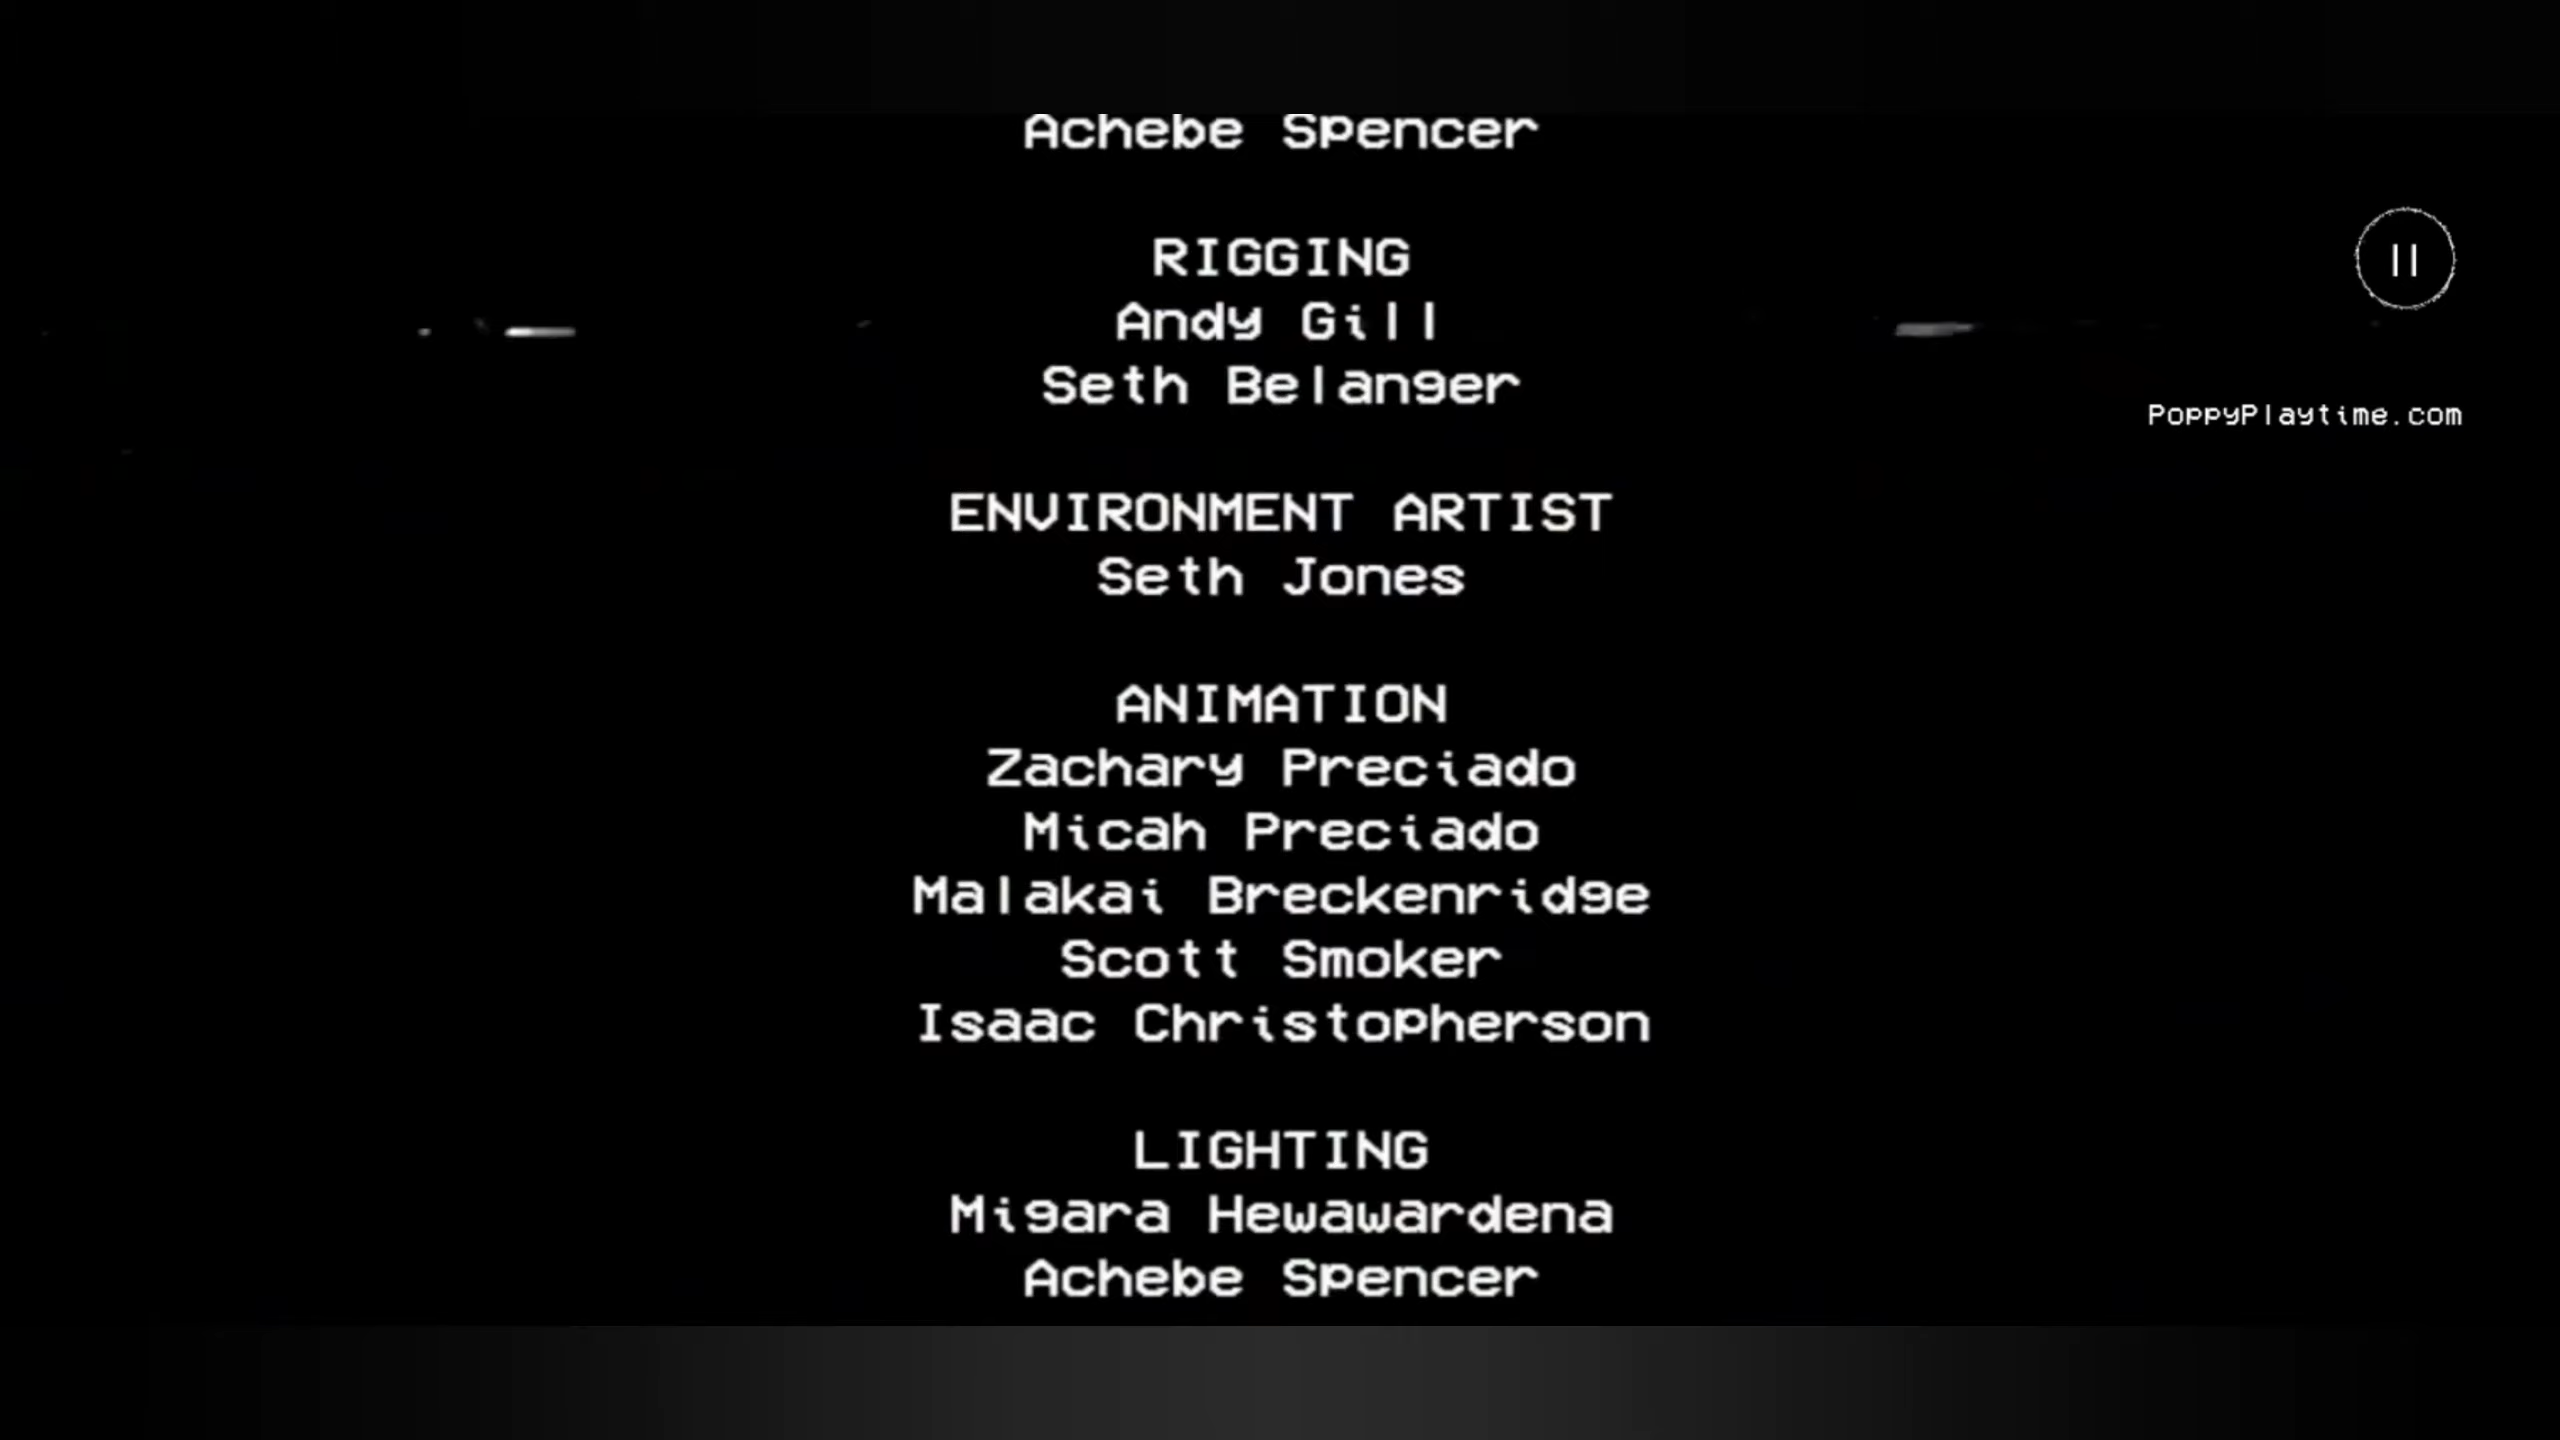 Achebe Spencer
RIGGING
Andy Gill
Seth Belanger
PoppyPlaytime.com
ENVIRONMENT ARTIST
Seth Jones
ANIMATION
Zachary Preciado
Micah Preciado
Malakai Breckenridge
Scott Smoker
Isaac Christopherson
LIGHTING
Migara Hewawardena
Achebe Spencer